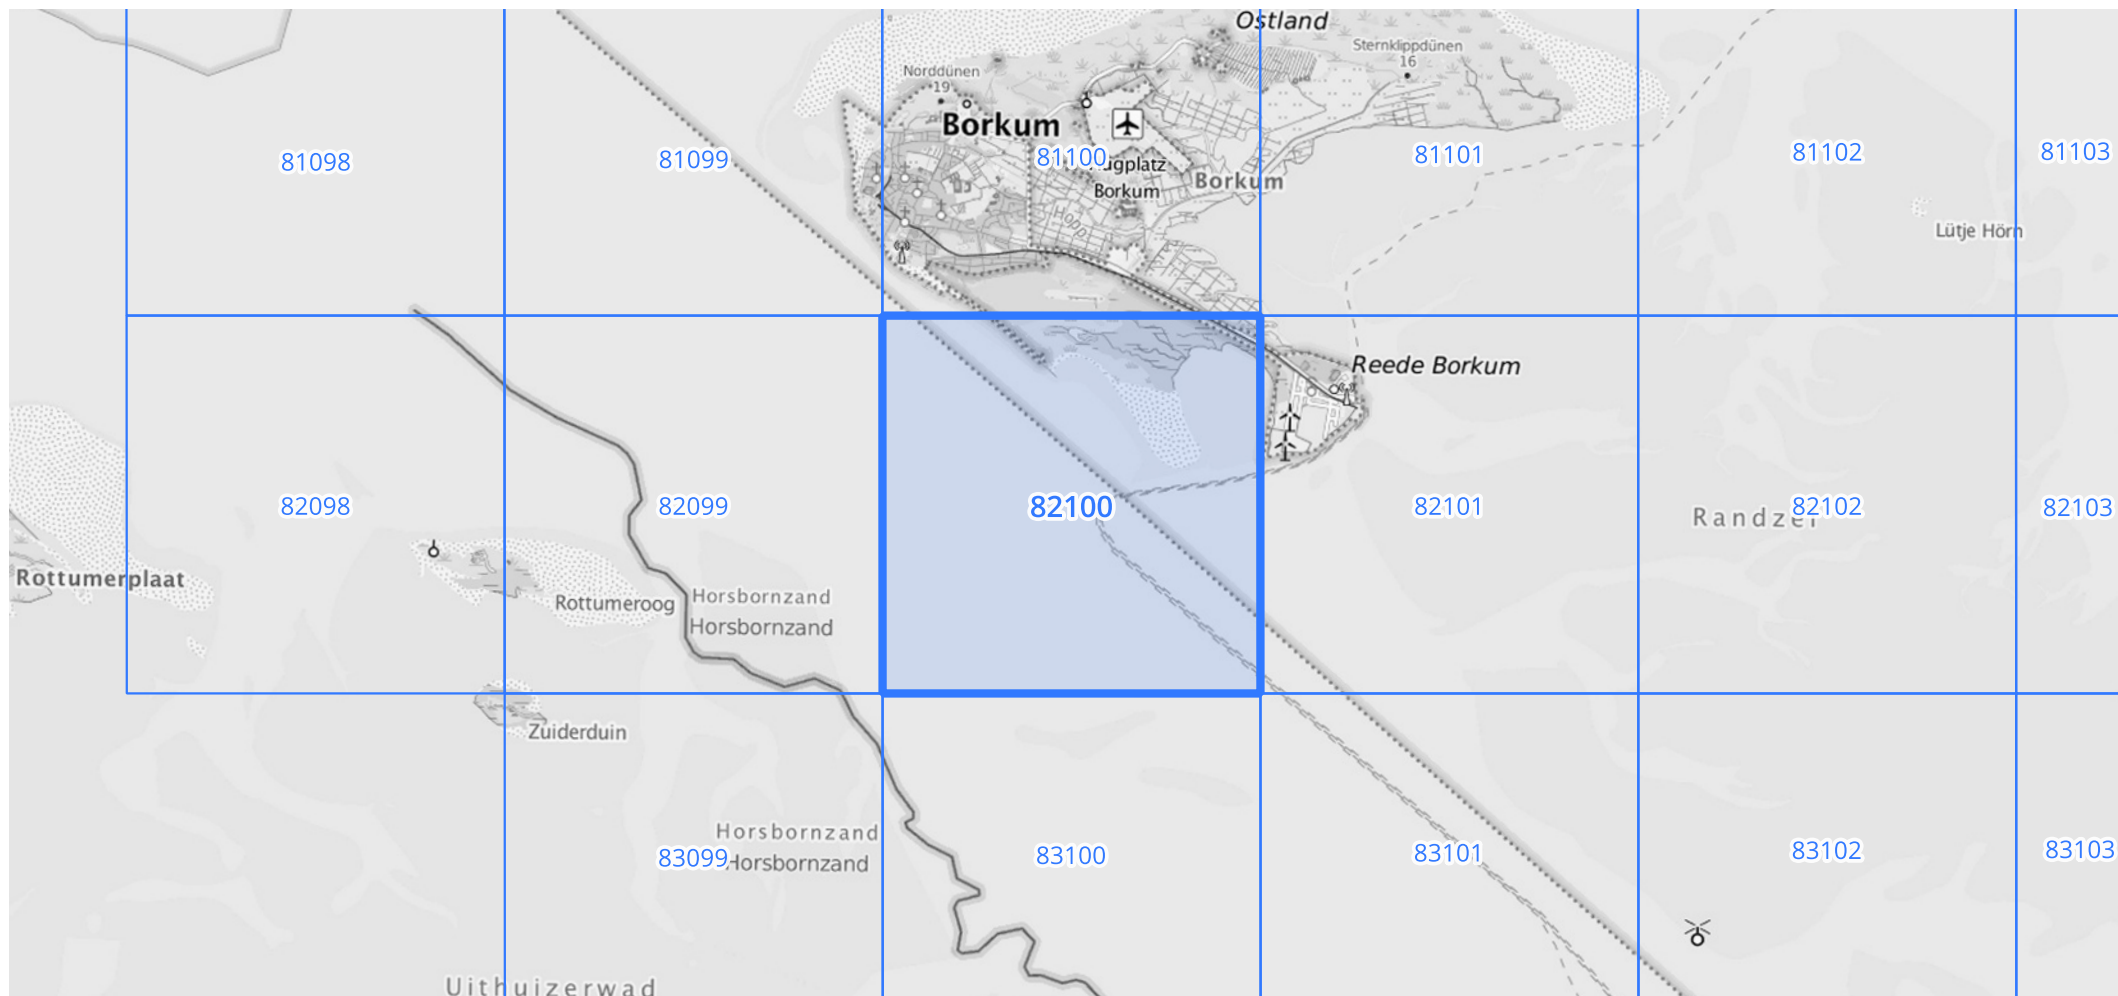 Ostland
Sternklippdünen
16
Norddünen
19
Borkum
81098
81099
81100
ugplatz
Borkum
Borkum
81101
81102
81103
Hopp
Lütje Hörn
Reede Borkum
82098
82099
82100
82101
Randzel
82102
82103
Rottumerplaat
Rottumeroog
Horsbornzand
Horsbornzand
Zuiderduin
Horsbornzand
83099
Horsbornzand
83100
83101
83102
83103
Uithuizerwad